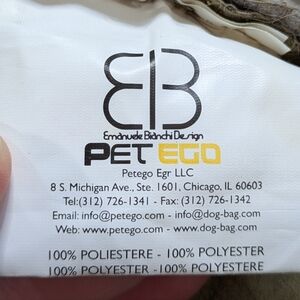 EB
Emanuele Bianchi Design
PET EGO
Petego Egr LLC
8 S. Michigan Ave., Ste. 1601, Chicago, IL 60603
Tel:(312) 726-1341 - Fax: (312) 726-1342
Email: info@petego.com - info@dog-bag.com
Web: www.petego.com - www.dog-bag.com
100% POLIESTERE - 100% POLYESTER
100% POLYESTER -100% POLYESTERE